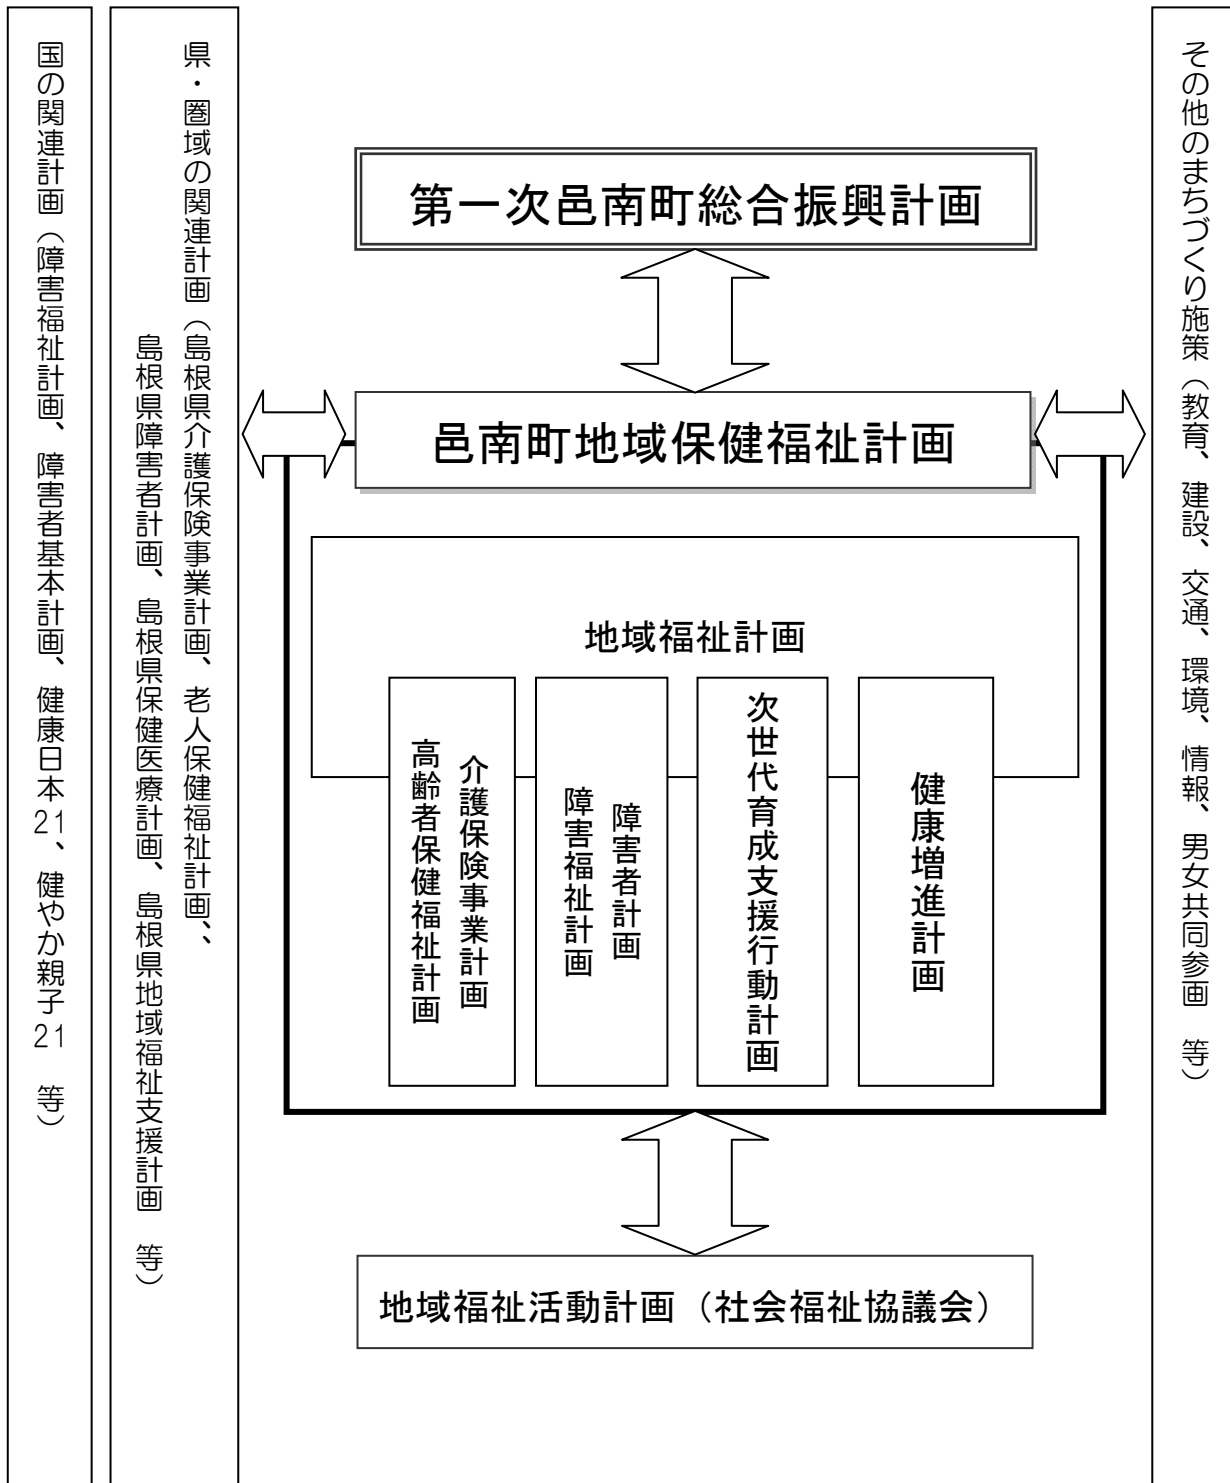 国の関連計画（障害福祉計画、障害者基本計画、健康日本21、健やか親子21　等）
県・圏域の関連計画（島根県介護保険事業計画、老人保健福祉計画、、
島根県障害者計画、島根県保健医療計画、島根県地域福祉支援計画　等）
第一次邑南町総合振興計画
邑南町地域保健福祉計画
地域福祉計画
介護保険事業計画
高齢者保健福祉計画
障害者計画
障害福祉計画
次世代育成支援行動計画
健康増進計画
地域福祉活動計画（社会福祉協議会）
その他のまちづくり施策（教育、建設、交通、環境、情報、男女共同参画　等）